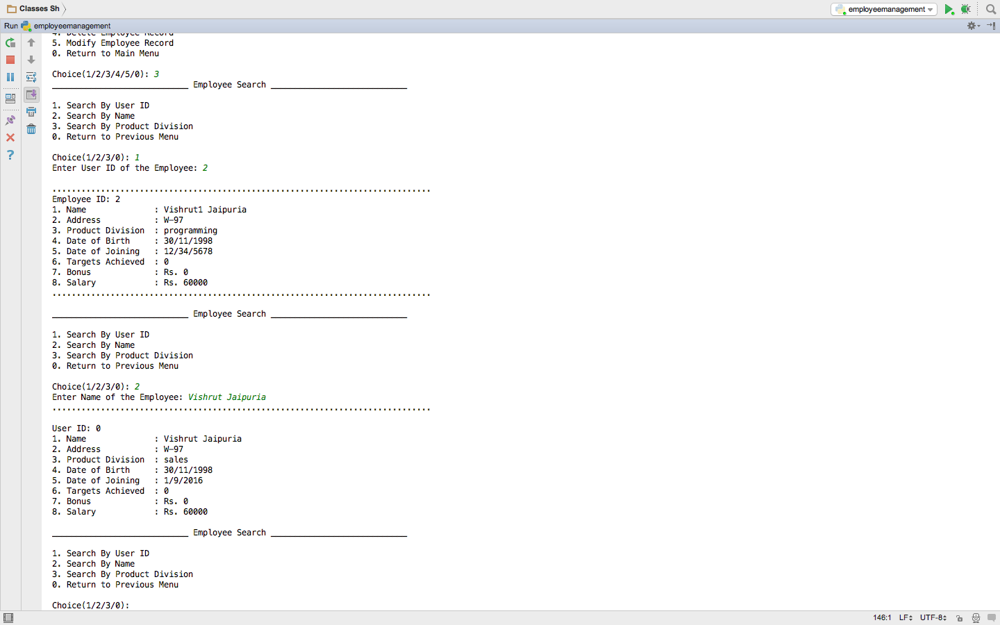 Classes Sh
employeemanagement
Run employeemanagement
4. Delete Employee Record
5. Modify Employee Record
0. Return to Main Menu
Choice(1/2/3/4/5/0): 3
____________________________ Employee Search ____________________________
1. Search By User ID
2. Search By Name
3. Search By Product Division
0. Return to Previous Menu
Choice(1/2/3/0): 1
Enter User ID of the Employee: 2
..............................................................................
Employee ID: 2
1. Name              : Vishrut1 Jaipuria
2. Address           : W-97
3. Product Division  : programming
4. Date of Birth     : 30/11/1998
5. Date of Joining   : 12/34/5678
6. Targets Achieved  : 0
7. Bonus             : Rs. 0
8. Salary            : Rs. 60000
..............................................................................
____________________________ Employee Search ____________________________
1. Search By User ID
2. Search By Name
3. Search By Product Division
0. Return to Previous Menu
Choice(1/2/3/0): 2
Enter Name of the Employee: Vishrut Jaipuria
..............................................................................
User ID: 0
1. Name              : Vishrut Jaipuria
2. Address           : W-97
3. Product Division  : sales
4. Date of Birth     : 30/11/1998
5. Date of Joining   : 1/9/2016
6. Targets Achieved  : 0
7. Bonus             : Rs. 0
8. Salary            : Rs. 60000
____________________________ Employee Search ____________________________
1. Search By User ID
2. Search By Name
3. Search By Product Division
0. Return to Previous Menu
Choice(1/2/3/0):
146:1 LF UTF-8